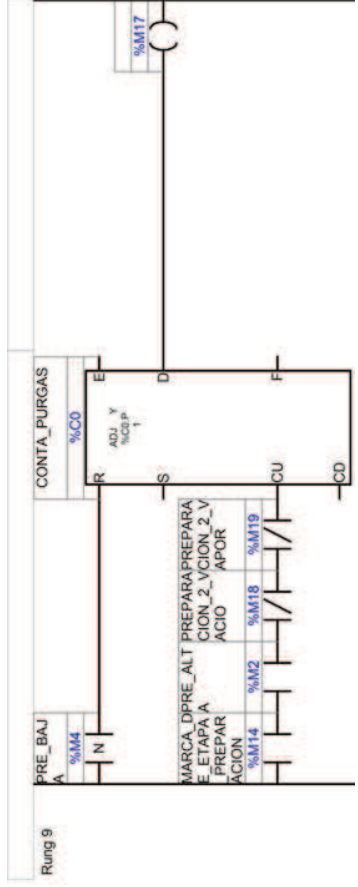 Rung 9
PRE_BAJ
A
%M4
N
CONTA_PURGAS
%C0
R
E
S
ADJ Y
%C0.P
1
D
%M17
MARCA_D
E_ETAPA
_PREPAR
ACION
%M14
PRE_ALT
A
%M2
PREPARA
CION_2_V
ACIO
%M18
PREPARA
CION_2_V
APOR
%M19
CU
F
CD